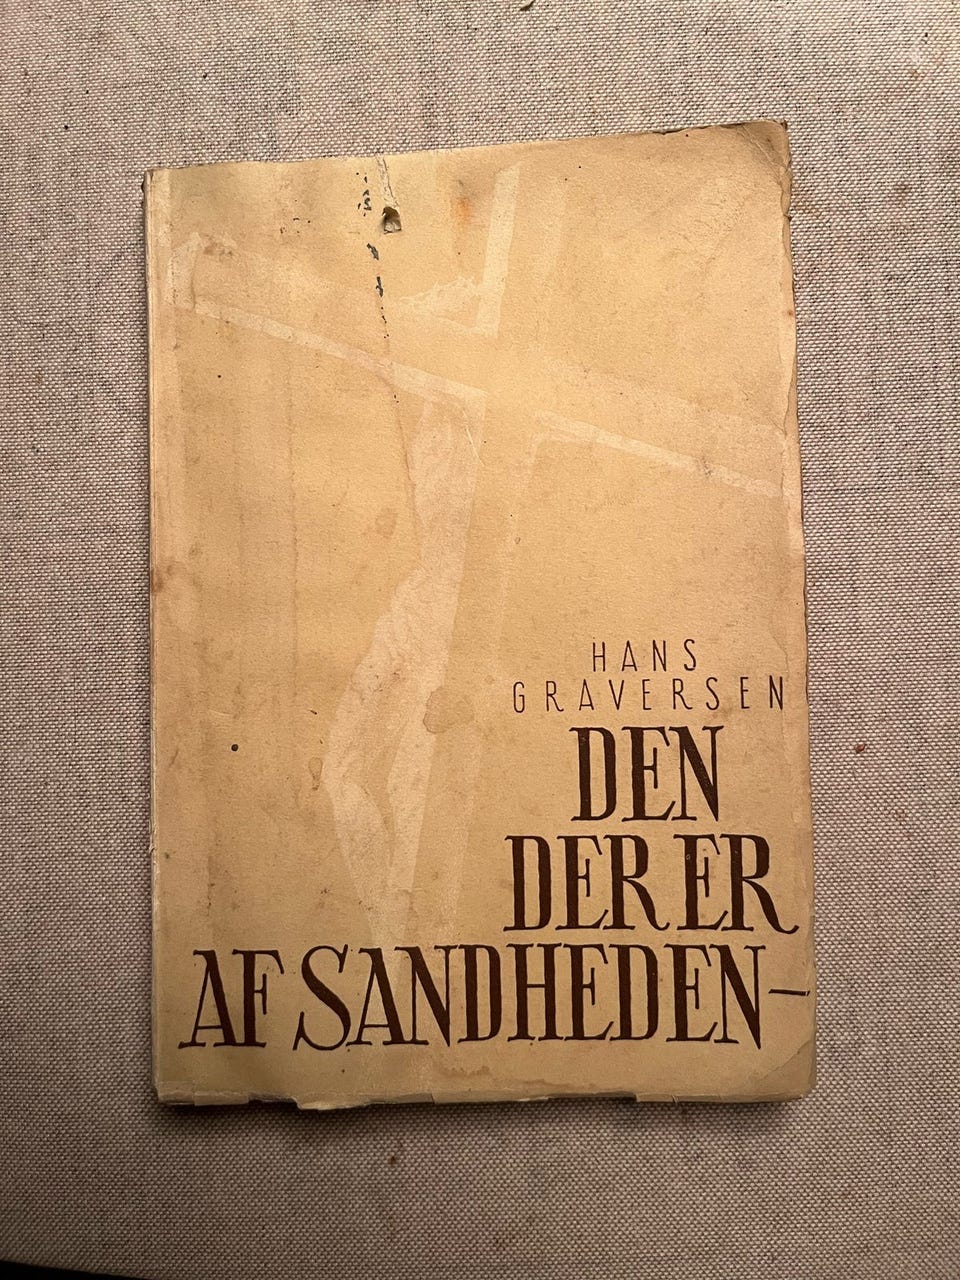 HANS
GRAVERSEN
DEN
DER ER
AF SANDHEDEN—